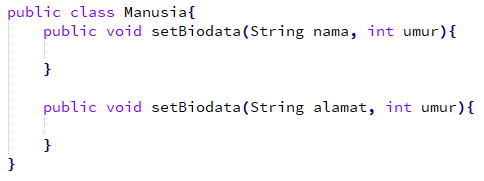 public class Manusia{
public void setBiodata(String nama, int umur){
}
public void setBiodata(String alamat, int umur){
}
}